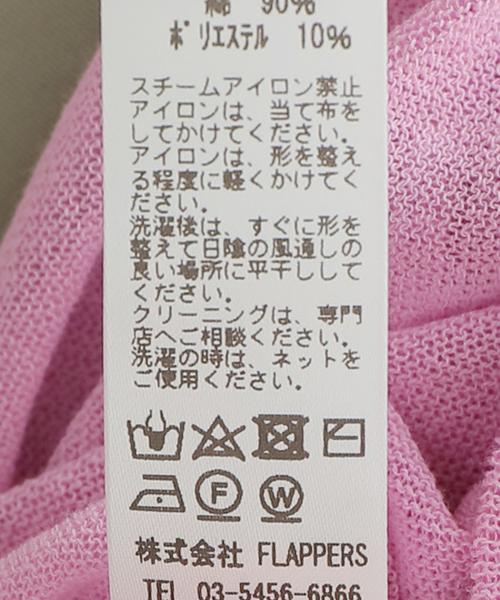 綿 90%
ポリエステル 10%
スチームアイロン禁止
アイロンは、当て布を
してかけてください。
アイロンは、形を整え
る程度に軽くかけてく
ださい。
洗濯後は、すぐに形を
整えて日陰の風通しの
良い場所に平干しして
ください。
クリーニングは、専門
店へご相談ください。
洗濯の時は、ネットを
ご使用ください。
F W
株式会社 FLAPPERS
TEL 03-5456-6866